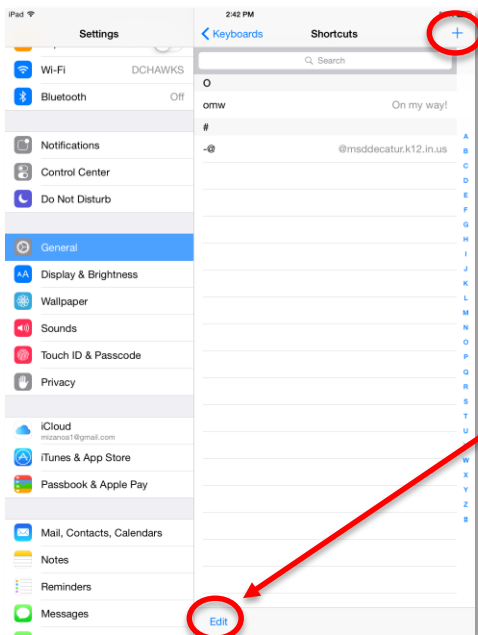 iPad 2:42 PM
Settings
Keyboards Shortcuts +
Wi-Fi DCHAWKS
Search
Bluetooth Off
O
omw On my way!
#
-@ @msddecatur.k12.in.us
Notifications
Control Center
Do Not Disturb
General
Display & Brightness
Wallpaper
Sounds
Touch ID & Passcode
Privacy
iCloud
mizanoa1@gmail.com
iTunes & App Store
Passbook & Apple Pay
Mail, Contacts, Calendars
Notes
Reminders
Messages
Edit
A
B
C
D
E
F
G
H
I
J
K
L
M
N
O
P
Q
R
S
T
U
W
X
Y
Z
#